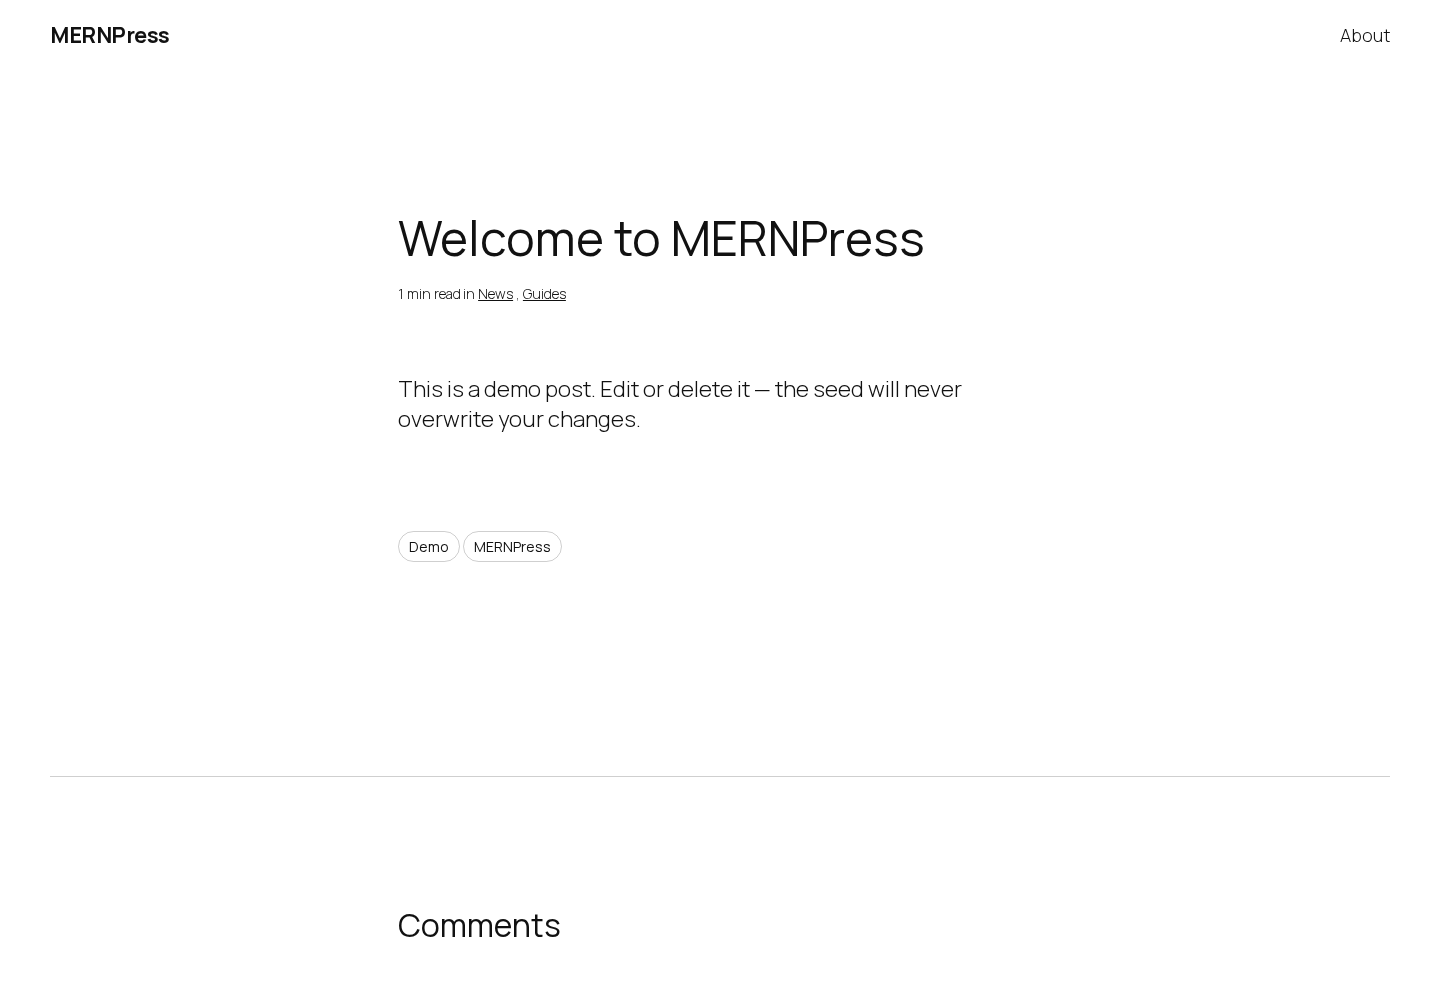 MERNPress
About
Welcome to MERNPress
1 min read in News , Guides
This is a demo post. Edit or delete it — the seed will never
overwrite your changes.
Demo MERNPress
Comments